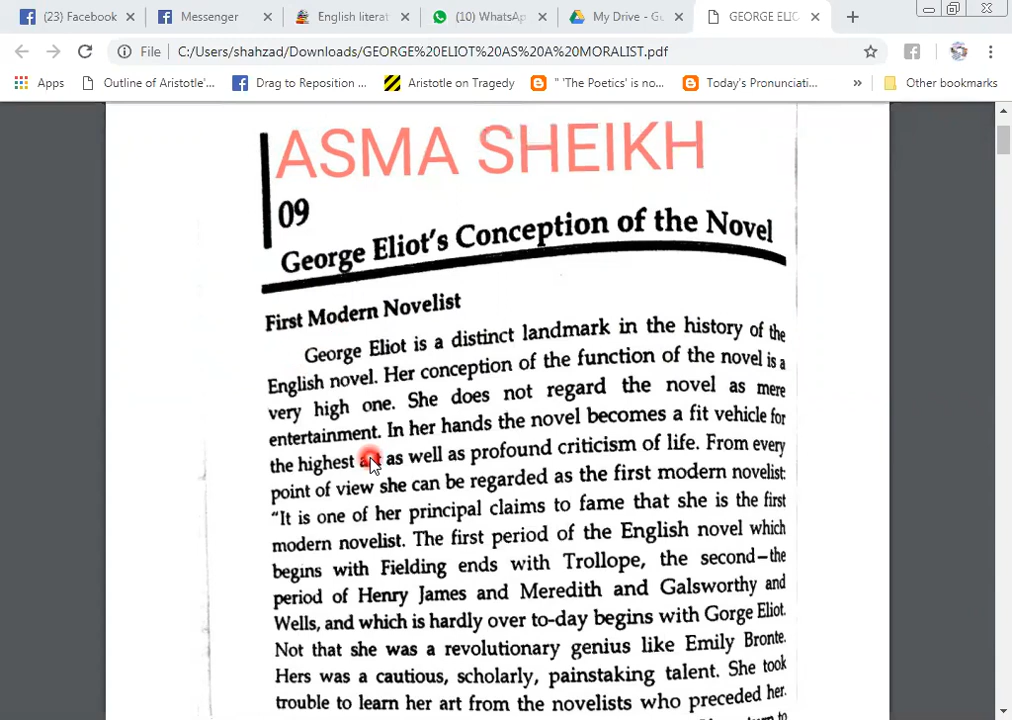 (23) Facebook
Messenger
English literat
(10) WhatsAp
My Drive - Go
GEORGE ELIO
File C:/Users/shahzad/Downloads/GEORGE%20ELIOT%20AS%20A%20MORALIST.pdf
Apps
Outline of Aristotle'...
Drag to Reposition ...
Aristotle on Tragedy
" 'The Poetics' is no...
Today's Pronunciati...
»
Other bookmarks
ASMA SHEIKH
09
George Eliot's Conception of the Novel
First Modern Novelist
George Eliot is a distinct landmark in the history of the
English novel. Her conception of the function of the novel is a
very high one. She does not regard the novel as mere
entertainment. In her hands the novel becomes a fit vehicle for
the highest art as well as profound criticism of life. From every
point of view she can be regarded as the first modern novelist:
"It is one of her principal claims to fame that she is the first
modern novelist. The first period of the English novel which
begins with Fielding ends with Trollope, the second–the
period of Henry James and Meredith and Galsworthy and
Wells, and which is hardly over to-day begins with Gorge Eliot.
Not that she was a revolutionary genius like Emily Bronte.
Hers was a cautious, scholarly, painstaking talent. She took
trouble to learn her art from the novelists who preceded her.